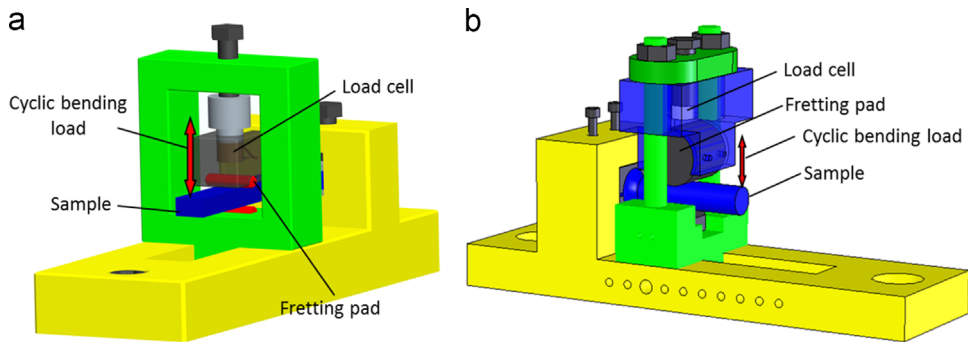 a
Load cell
Cyclic bending
load
Sample
Fretting pad
b
Load cell
Fretting pad
Cyclic bending load
Sample